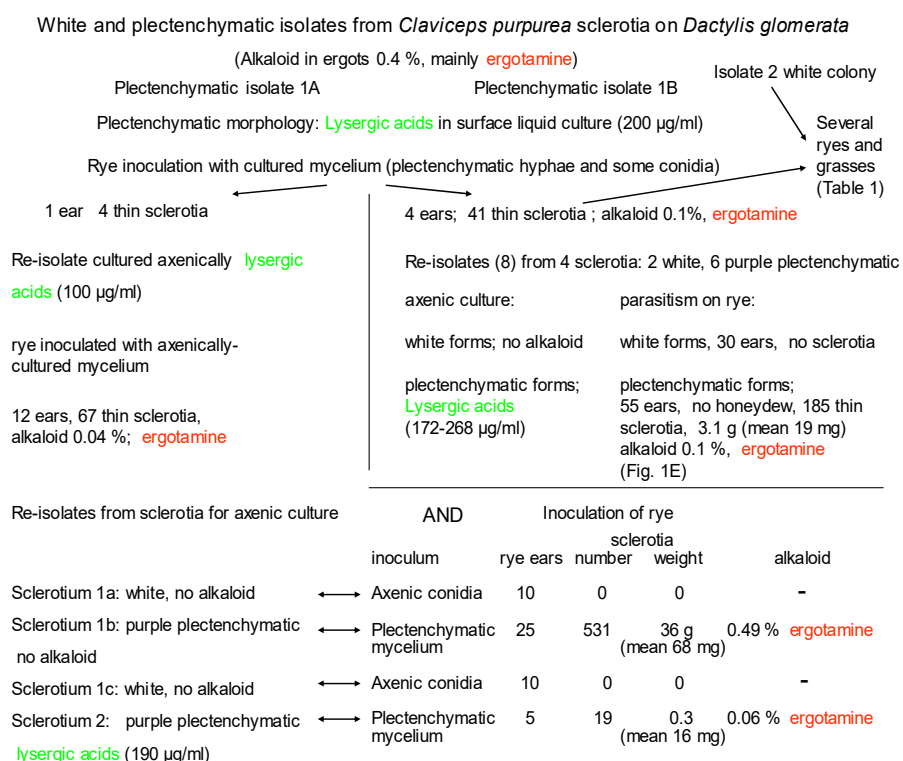 White and plectenchymatic isolates from Claviceps purpurea sclerotia on Dactylis glomerata
(Alkaloid in ergots 0.4 %, mainly ergotamine)
Isolate 2 white colony
Plectenchymatic isolate 1A
Plectenchymatic isolate 1B
Plectenchymatic morphology: Lysergic acids in surface liquid culture (200 µg/ml)
Several
ryes and
grasses
(Table 1)
Rye inoculation with cultured mycelium (plectenchymatic hyphae and some conidia)
1 ear 4 thin sclerotia
Re-isolate cultured axenically lysergic
acids (100 µg/ml)
rye inoculated with axenically-
cultured mycelium
12 ears, 67 thin sclerotia,
alkaloid 0.04 %; ergotamine
4 ears; 41 thin sclerotia ; alkaloid 0.1%, ergotamine
Re-isolates (8) from 4 sclerotia: 2 white, 6 purple plectenchymatic
axenic culture:
white forms; no alkaloid
plectenchymatic forms;
Lysergic acids
(172-268 µg/ml)
parasitism on rye:
white forms, 30 ears, no sclerotia
plectenchymatic forms;
55 ears, no honeydew, 185 thin
sclerotia, 3.1 g (mean 19 mg)
alkaloid 0.1 %, ergotamine
(Fig. 1E)
Re-isolates from sclerotia for axenic culture AND Inoculation of rye
sclerotia
inoculum rye ears number weight alkaloid
Sclerotium 1a: white, no alkaloid Axenic conidia 10 0 0 -
Sclerotium 1b: purple plectenchymatic Plectenchymatic 25 531 36 g 0.49 % ergotamine
mycelium (mean 68 mg)
no alkaloid
Sclerotium 1c: white, no alkaloid Axenic conidia 10 0 0 -
Sclerotium 2: purple plectenchymatic Plectenchymatic 5 19 0.3 0.06 % ergotamine
mycelium (mean 16 mg)
lysergic acids (190 µg/ml)